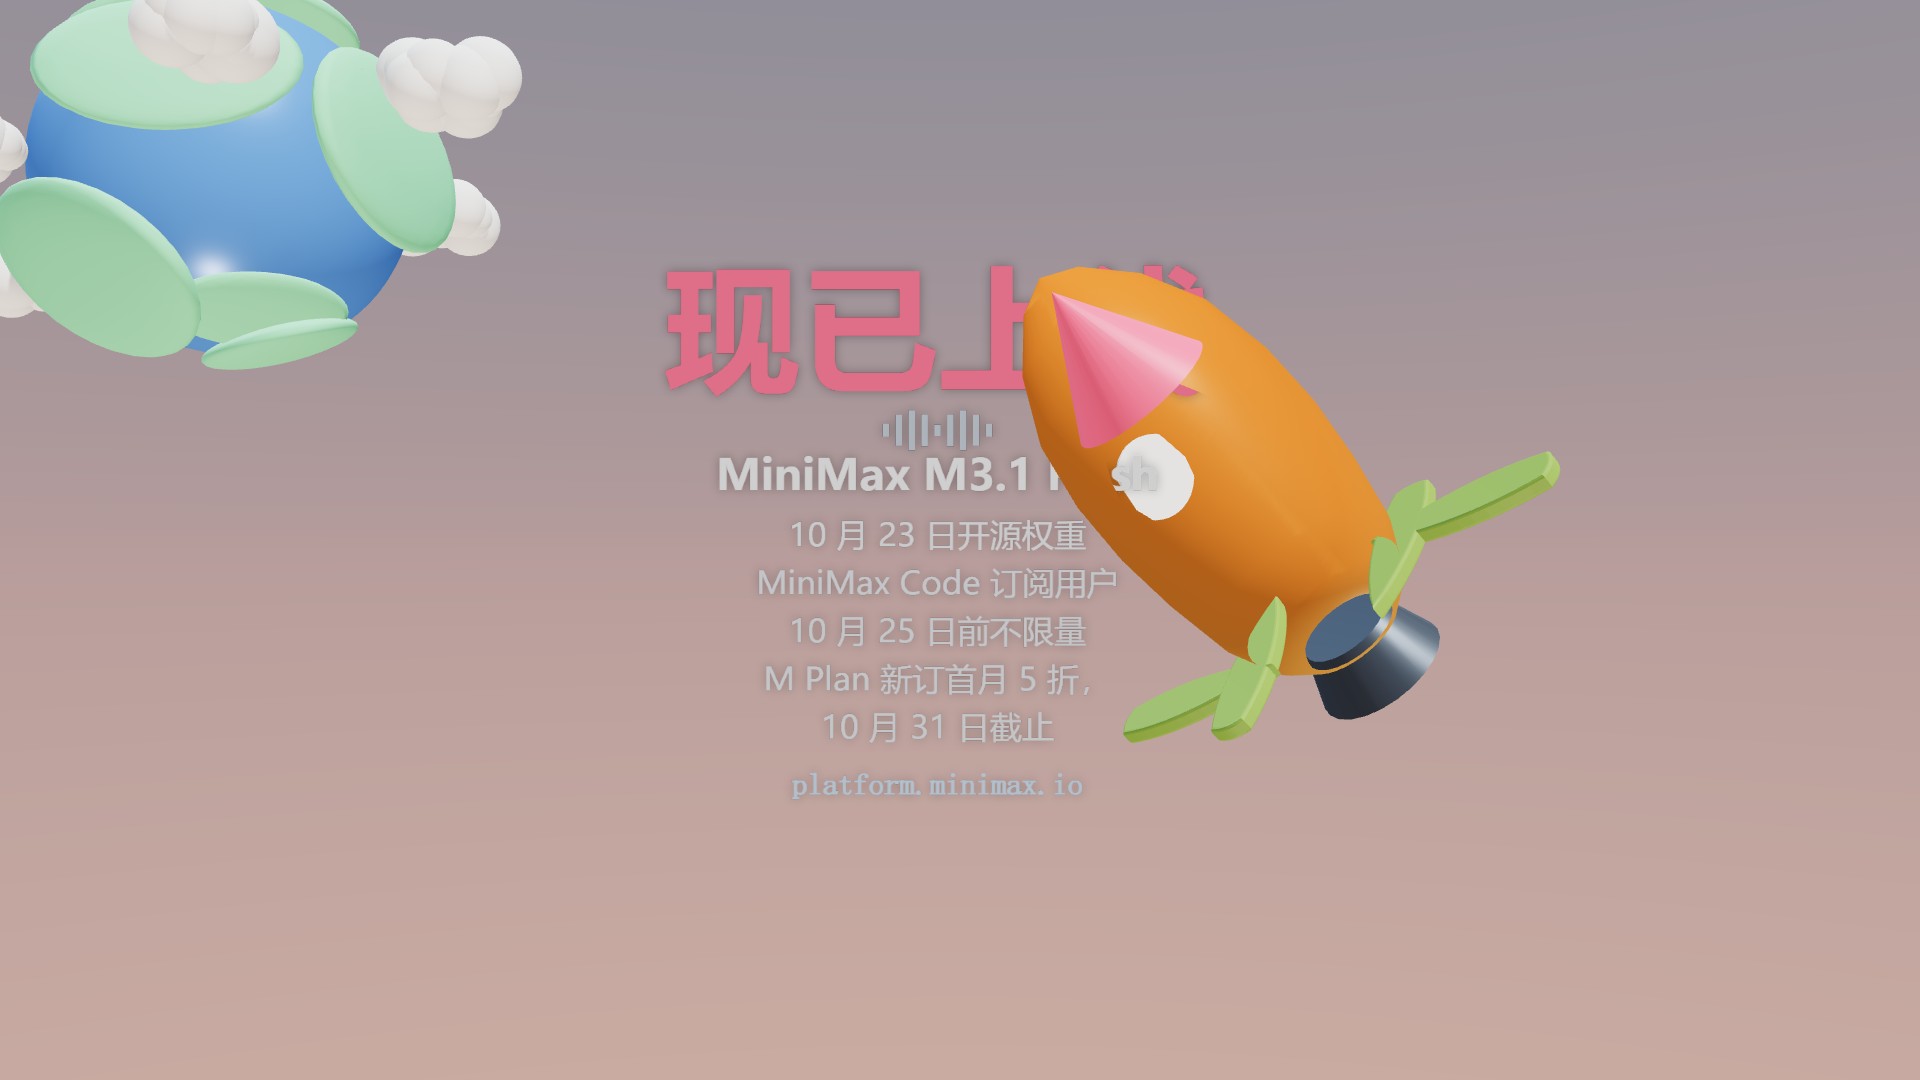 现已上
MiniMax M3.1
10 月 23 日开源权重
MiniMax Code 订阅用户
10 月 25 日前不限量
M Plan 新订首月 5 折，
10 月 31 日截止
platform.minimax.io